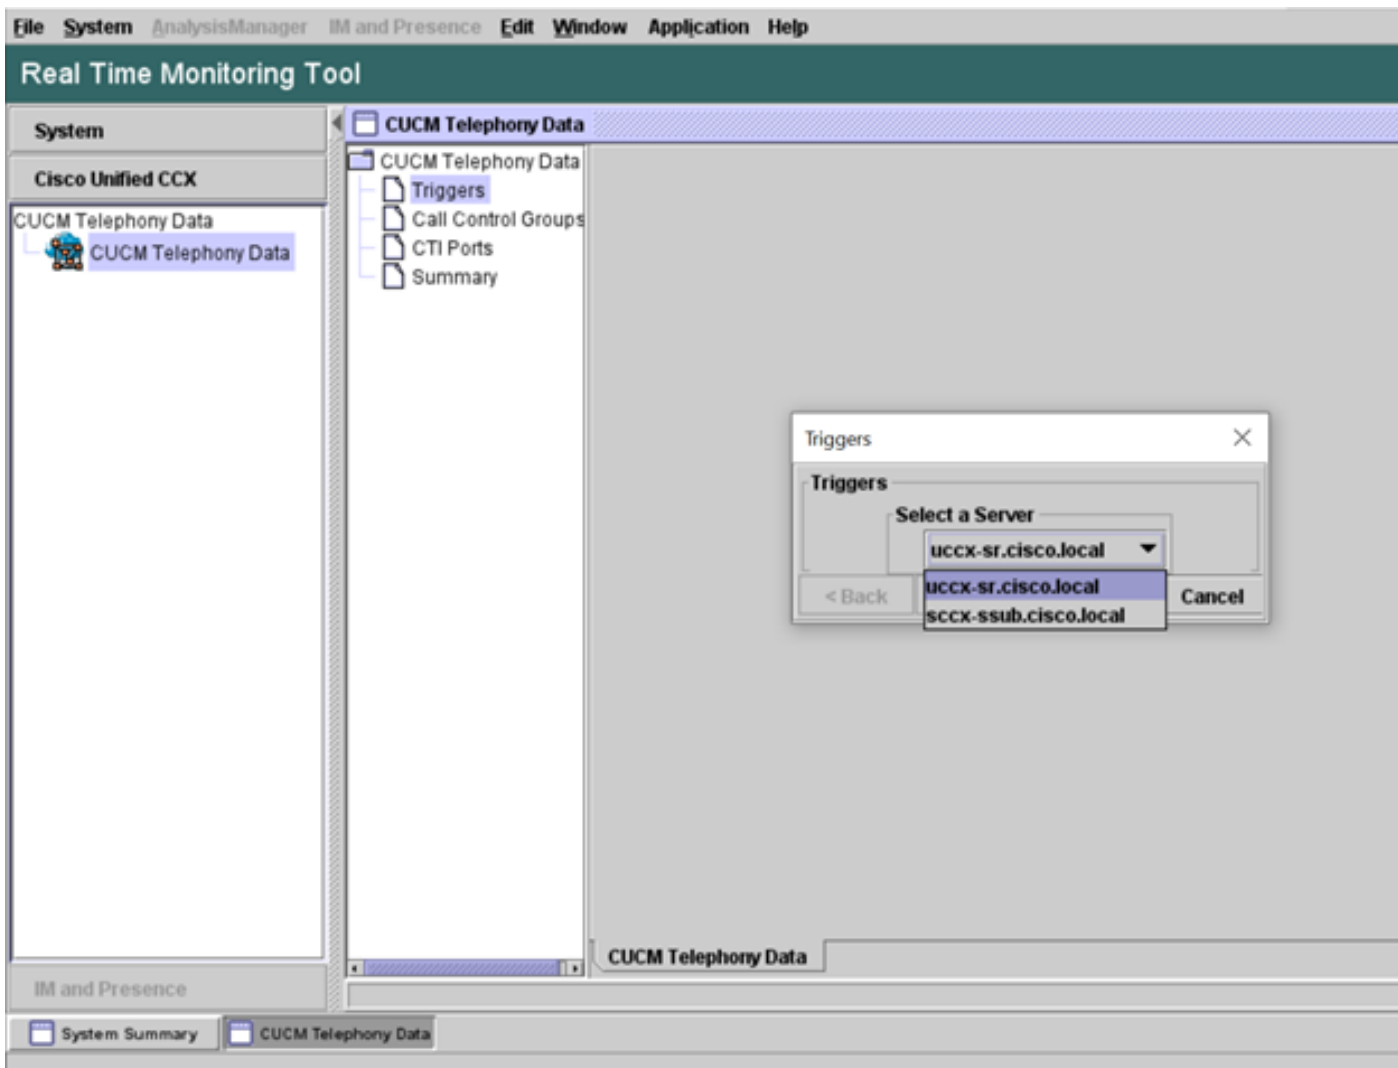 File System AnalysisManager IM and Presence Edit Window Application Help
Real Time Monitoring Tool
System
Cisco Unified CCX
CUCM Telephony Data
CUCM Telephony Data
IM and Presence
CUCM Telephony Data
CUCM Telephony Data
Triggers
Call Control Groups
CTI Ports
Summary
Triggers
Triggers
Select a Server
uccx-sr.cisco.local
uccx-sr.cisco.local
sccx-ssub.cisco.local
< Back
Cancel
CUCM Telephony Data
System Summary
CUCM Telephony Data